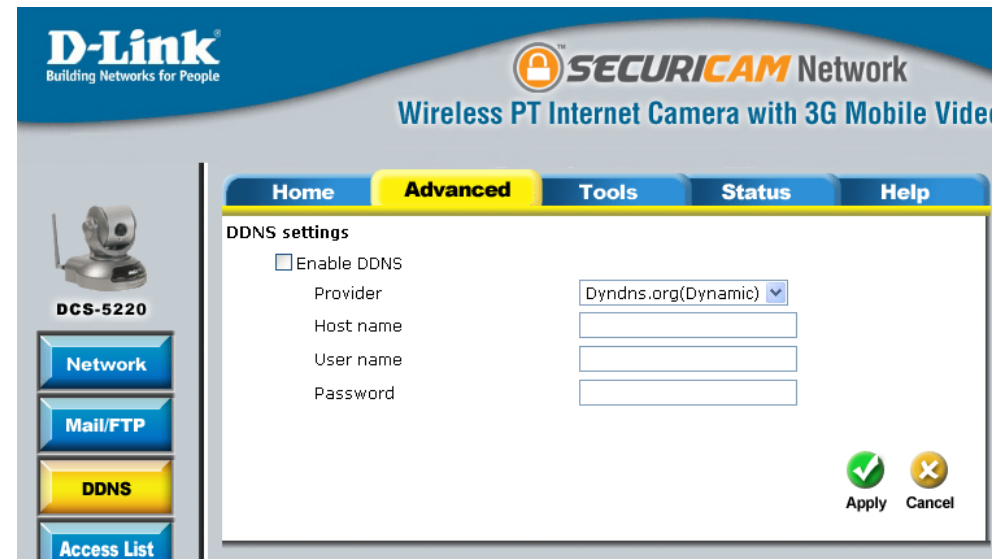 D-Link®
Building Networks for People
™ SECURICAM Network
Wireless PT Internet Camera with 3G Mobile Vide
Home Advanced Tools Status Help
DCS-5220
Network
Mail/FTP
DDNS
Access List
DDNS settings
Enable DDNS
Provider Dyndns.org(Dynamic)
Host name
User name
Password
Apply Cancel